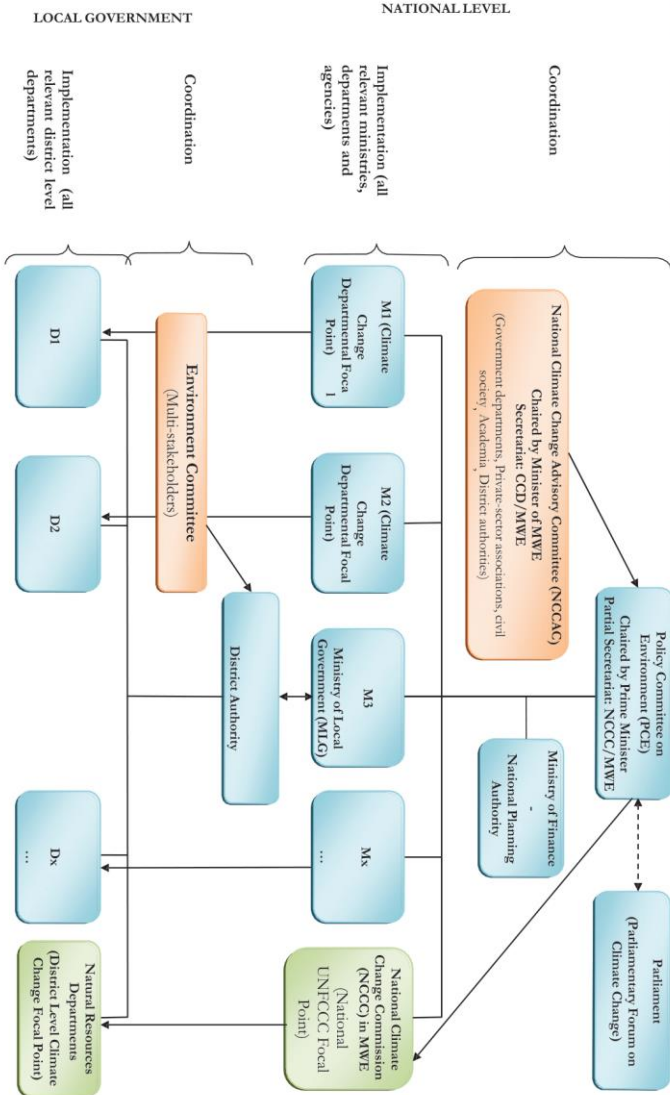 NATIONAL LEVEL
Coordination
Policy Committee on
Environment (PCE)
Chaired by Prime Minister
Partial Secretariat: NCCC/MWE
Parliament
(Parliamentary Forum on
Climate Change)
National Climate Change Advisory Committee (NCCAC)
Chaired by Minister of MWE
Secretariat: CCD/MWE
(Government departments, Private-sector associations, civil
society, Academia, District authorities)
Ministry of Finance
-
National Planning
Authority
Implementation (all
relevant ministries,
departments and
agencies)
M1 (Climate
Change
Departmental Foca
l
Point)
M2 (Climate
Change
Departmental Focal
Point)
M3
Ministry of Local
Government (MLG)
Mx
…
National Climate
Change Commission
(NCCC) in MWE
(National
UNFCCC Focal
Point)
LOCAL GOVERNMENT
Coordination
Environment Committee
(Multi-stakeholders)
District Authority
Implementation (all
relevant district level
departments)
D1
D2
Dx
…
Natural Resources
Departments
(District Level Climate
Change Focal Point)